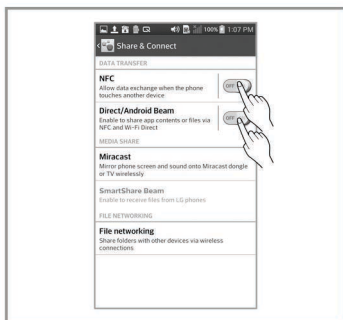 100% 1:07 PM
Share & Connect
DATA TRANSFER
NFC
Allow data exchange when the phone
touches another device
OFF
Direct/Android Beam
Enable to share app contents or files via
NFC and Wi-Fi Direct
OFF
MEDIA SHARE
Miracast
Mirror phone screen and sound onto Miracast dongle
or TV wirelessly
SmartShare Beam
Enable to receive files from LG phones
FILE NETWORKING
File networking
Share folders with other devices via wireless
connections